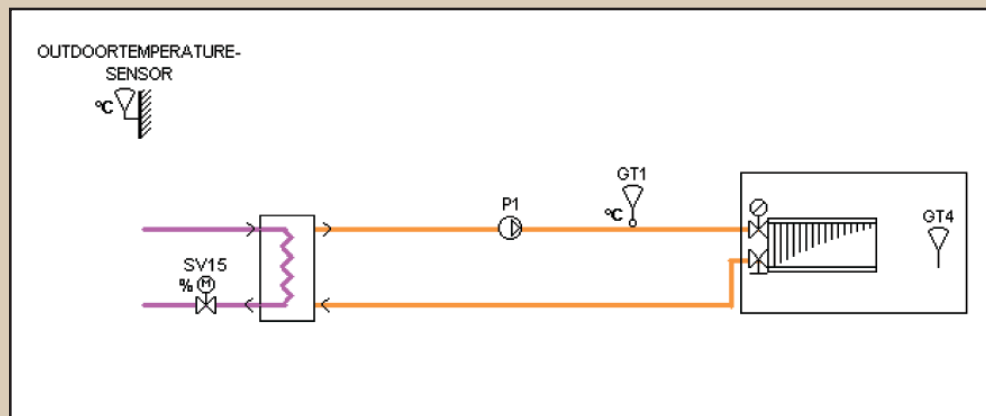 OUTDOORTEMPERATURE-
SENSOR
°C
GT1
P1
°C
GT4
SV15
% M